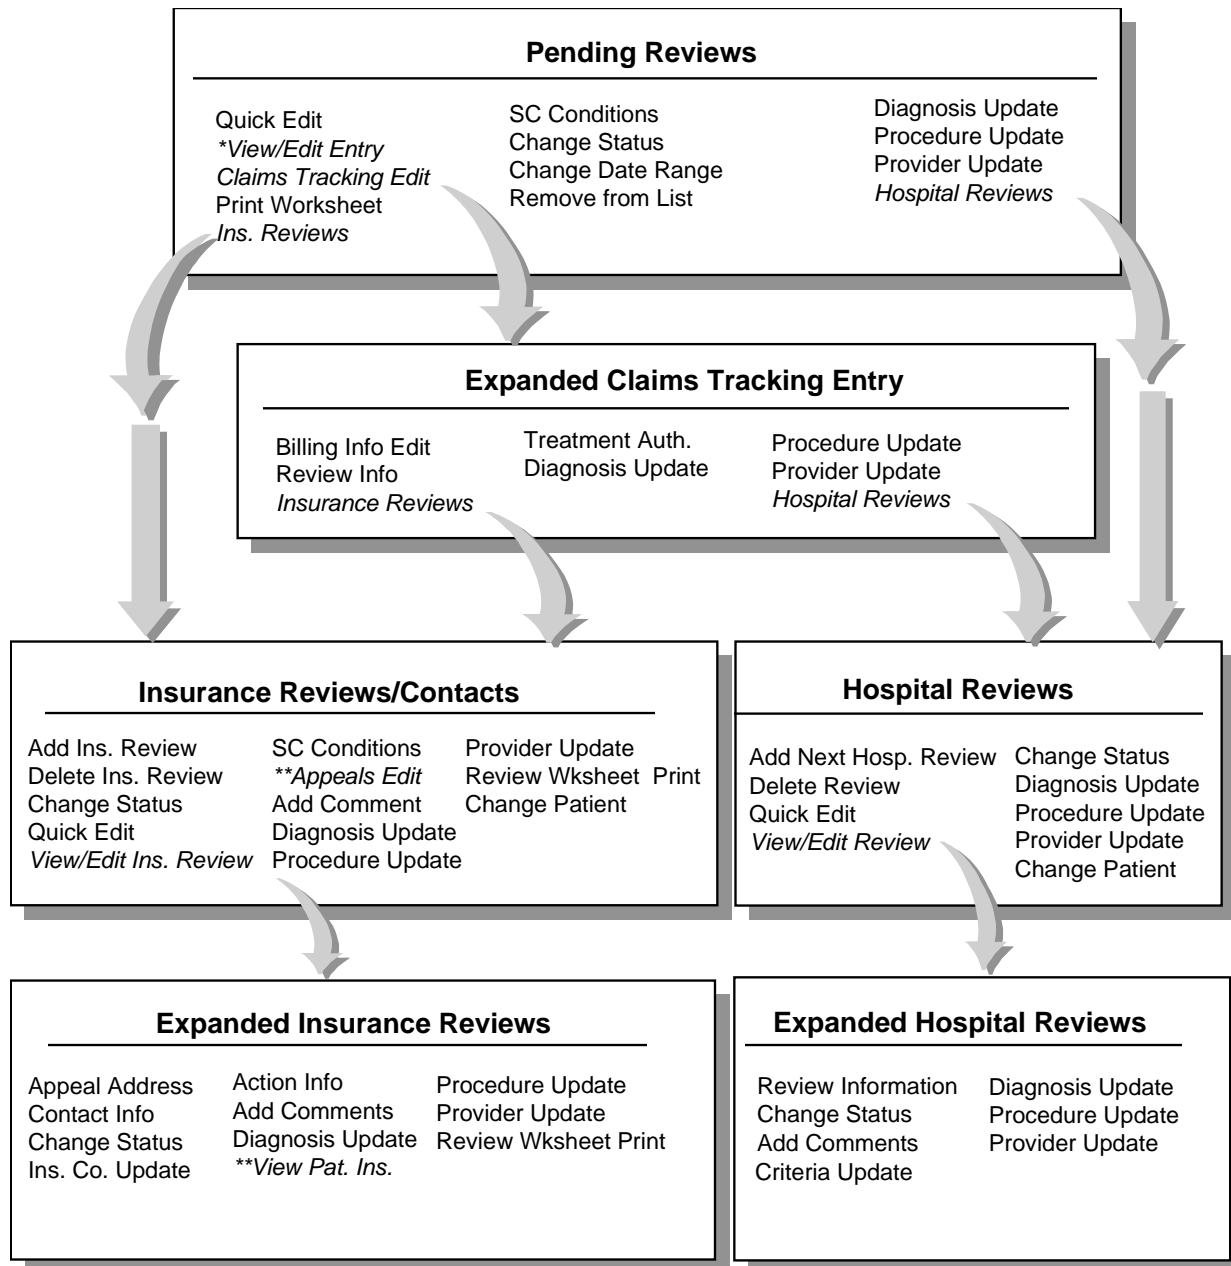 Pending Reviews
Quick Edit
*View/Edit Entry
Claims Tracking Edit
Print Worksheet
Ins. Reviews
SC Conditions
Change Status
Change Date Range
Remove from List
Diagnosis Update
Procedure Update
Provider Update
Hospital Reviews
Expanded Claims Tracking Entry
Billing Info Edit
Review Info
Insurance Reviews
Treatment Auth.
Diagnosis Update
Procedure Update
Provider Update
Hospital Reviews
Insurance Reviews/Contacts
Add Ins. Review
Delete Ins. Review
Change Status
Quick Edit
View/Edit Ins. Review
SC Conditions
**Appeals Edit
Add Comment
Diagnosis Update
Procedure Update
Provider Update
Review Wksheet  Print
Change Patient
Hospital Reviews
Add Next Hosp. Review
Delete Review
Quick Edit
View/Edit Review
Change Status
Diagnosis Update
Procedure Update
Provider Update
Change Patient
Expanded Insurance Reviews
Appeal Address
Contact Info
Change Status
Ins. Co. Update
Action Info
Add Comments
Diagnosis Update
**View Pat. Ins.
Procedure Update
Provider Update
Review Wksheet Print
Expanded Hospital Reviews
Review Information
Change Status
Add Comments
Criteria Update
Diagnosis Update
Procedure Update
Provider Update